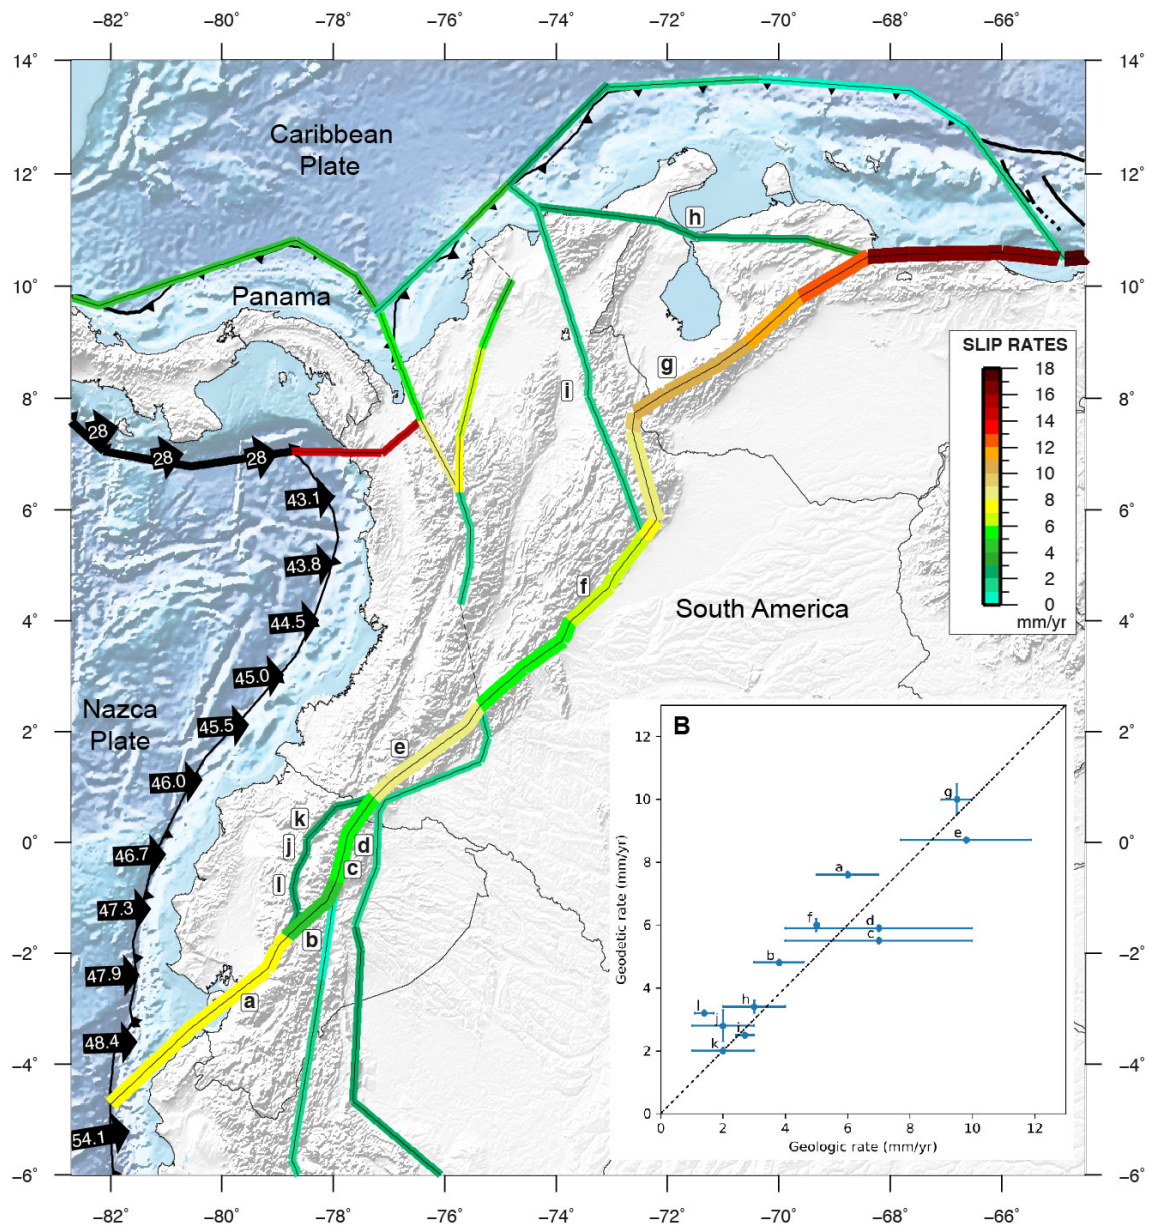 −82° −80° −78° −76° −74° −72° −70° −68° −66°
14° 14°
Caribbean
Plate
12° 12°
h
10° 10°
Panama
SLIP RATES
18
16
14
12
10
8
6
4
2
0
mm/yr
g
i
8° 8°
28
28
28
6° 6°
43.1
43.8
f
44.5
South America
4° 4°
45.0
Nazca
Plate
45.5
2° 2°
e
46.0
k
j
d
0° 0°
46.7
c
l
47.3
b
−2° −2°
47.9
a
48.4
−4° −4°
54.1
−6° −6°
−82° −80° −78° −76° −74° −72° −70° −68° −66°
B
Geodetic rate (mm/yr)
12
10
8
6
4
2
0
g
e
a
f
d
c
b
h
l
j
i
k
0 2 4 6 8 10 12
Geologic rate (mm/yr)